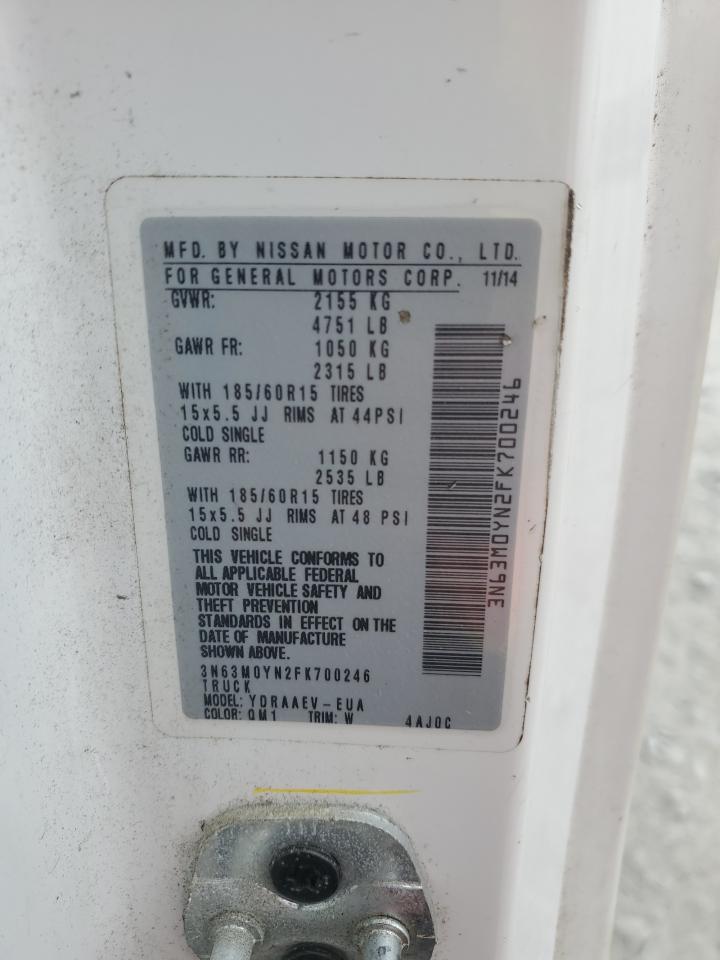 MFD. BY NISSAN MOTOR CO., LTD.
FOR GENERAL MOTORS CORP. 11/14
GVWR: 2155 KG
4751 LB
GAWR FR: 1050 KG
2315 LB
WITH 185/60R15 TIRES
15x5.5 JJ RIMS AT 44PSI
COLD SINGLE
GAWR RR: 1150 KG
2535 LB
WITH 185/60R15 TIRES
15x5.5 JJ RIMS AT 48 PSI
COLD SINGLE
THIS VEHICLE CONFORMS TO
ALL APPLICABLE FEDERAL
MOTOR VEHICLE SAFETY AND
THEFT PREVENTION
STANDARDS IN EFFECT ON THE
DATE OF MANUFACTURE
SHOWN ABOVE.
3N63M0YN2FK700246
TRUCK
MODEL: YDRAAEV-EUA
COLOR: QM1 TRIM: W 4AJ0C
3N63M0YN2FK700246